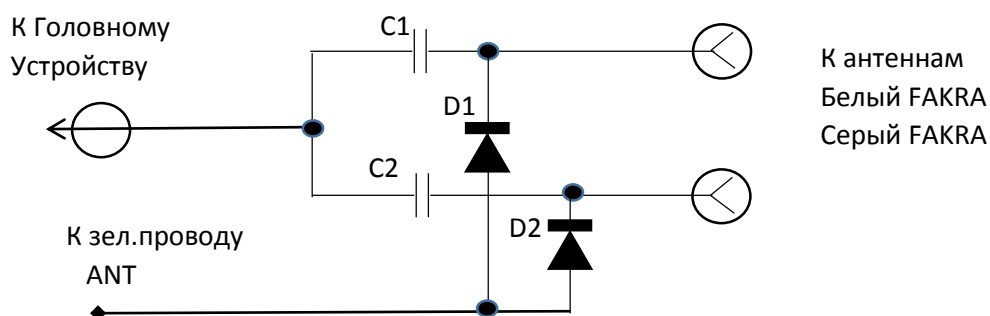 К Головному
Устройству
C1
К антеннам
Белый FAKRA
Серый FAKRA
D1
C2
D2
К зел.проводу
ANT